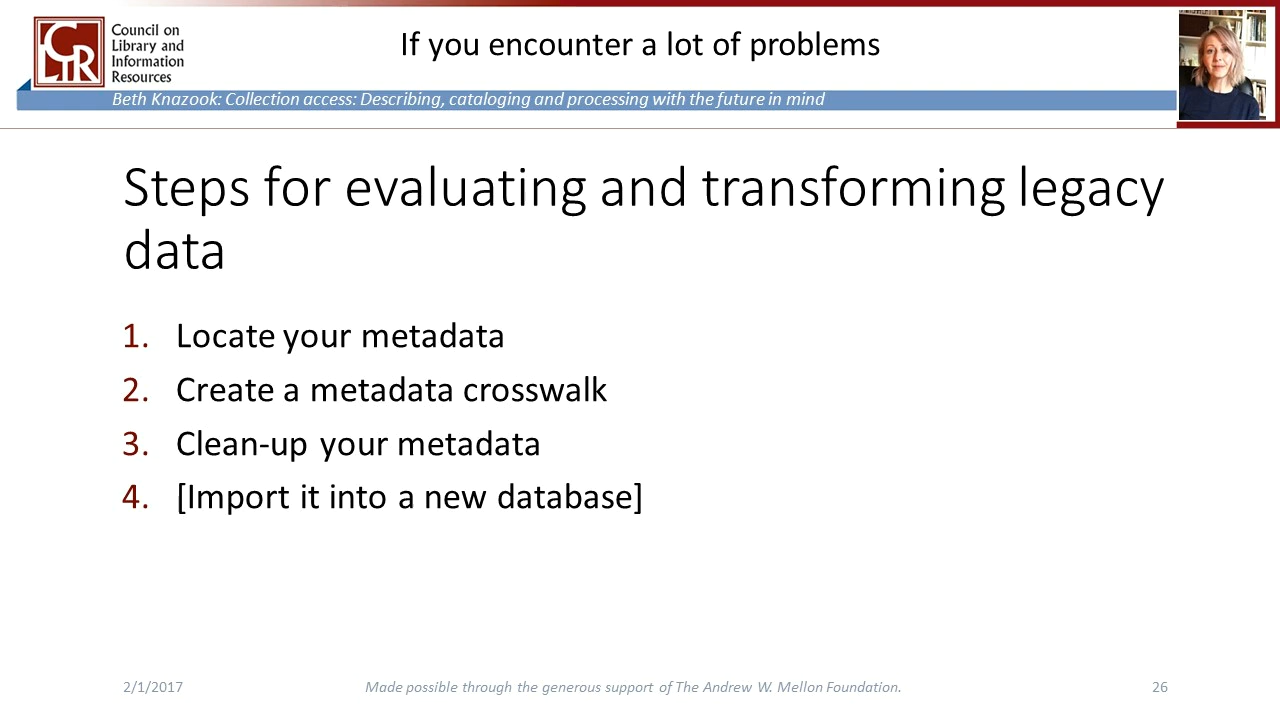 CLIR
Council on
Library and
Information
Resources
If you encounter a lot of problems
Beth Knazook: Collection access: Describing, cataloging and processing with the future in mind
Steps for evaluating and transforming legacy
data
1. Locate your metadata
2. Create a metadata crosswalk
3. Clean-up your metadata
4. [Import it into a new database]
2/1/2017
Made possible through the generous support of The Andrew W. Mellon Foundation.
26